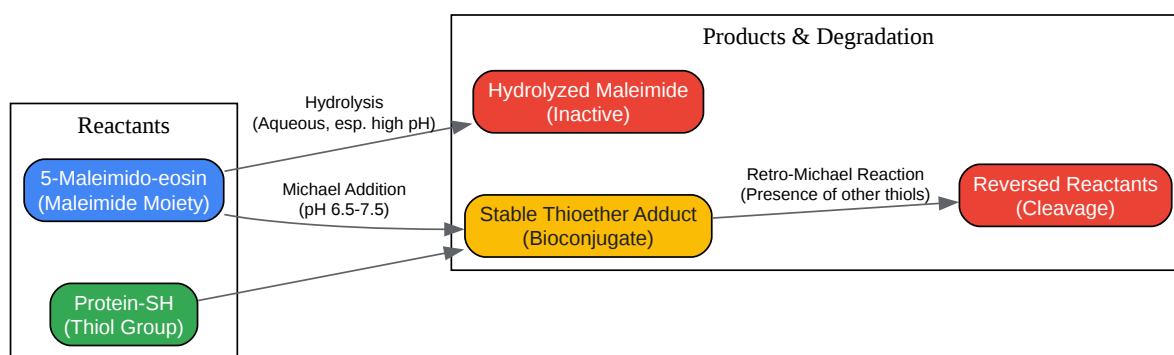 Products & Degradation
Reactants
Hydrolysis
(Aqueous, esp. high pH)
Hydrolyzed Maleimide
(Inactive)
5-Maleimido-eosin
(Maleimide Moiety)
Michael Addition
(pH 6.5-7.5)
Stable Thioether Adduct
(Bioconjugate)
Retro-Michael Reaction
(Presence of other thiols)
Reversed Reactants
(Cleavage)
Protein-SH
(Thiol Group)